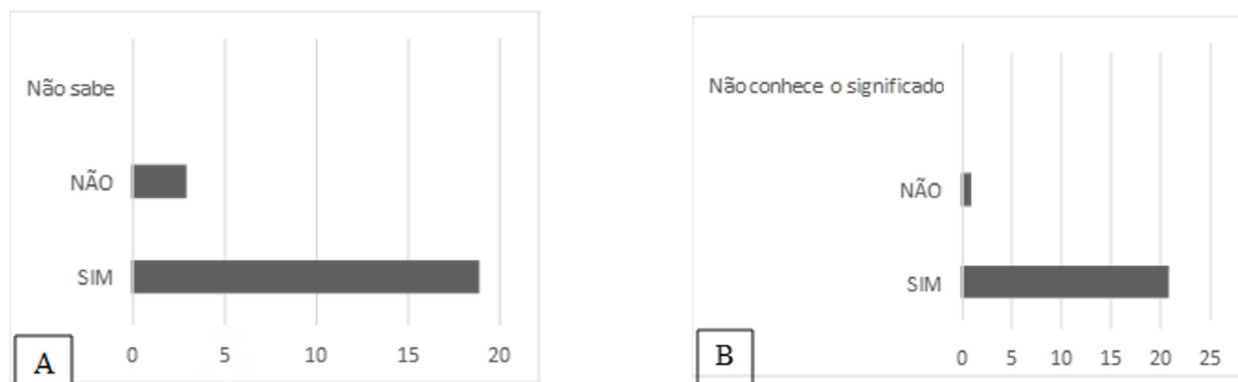 Não sabe
NÃO
SIM
0 5 10 15 20
A
Não conhece o significado
NÃO
SIM
0 5 10 15 20 25
B